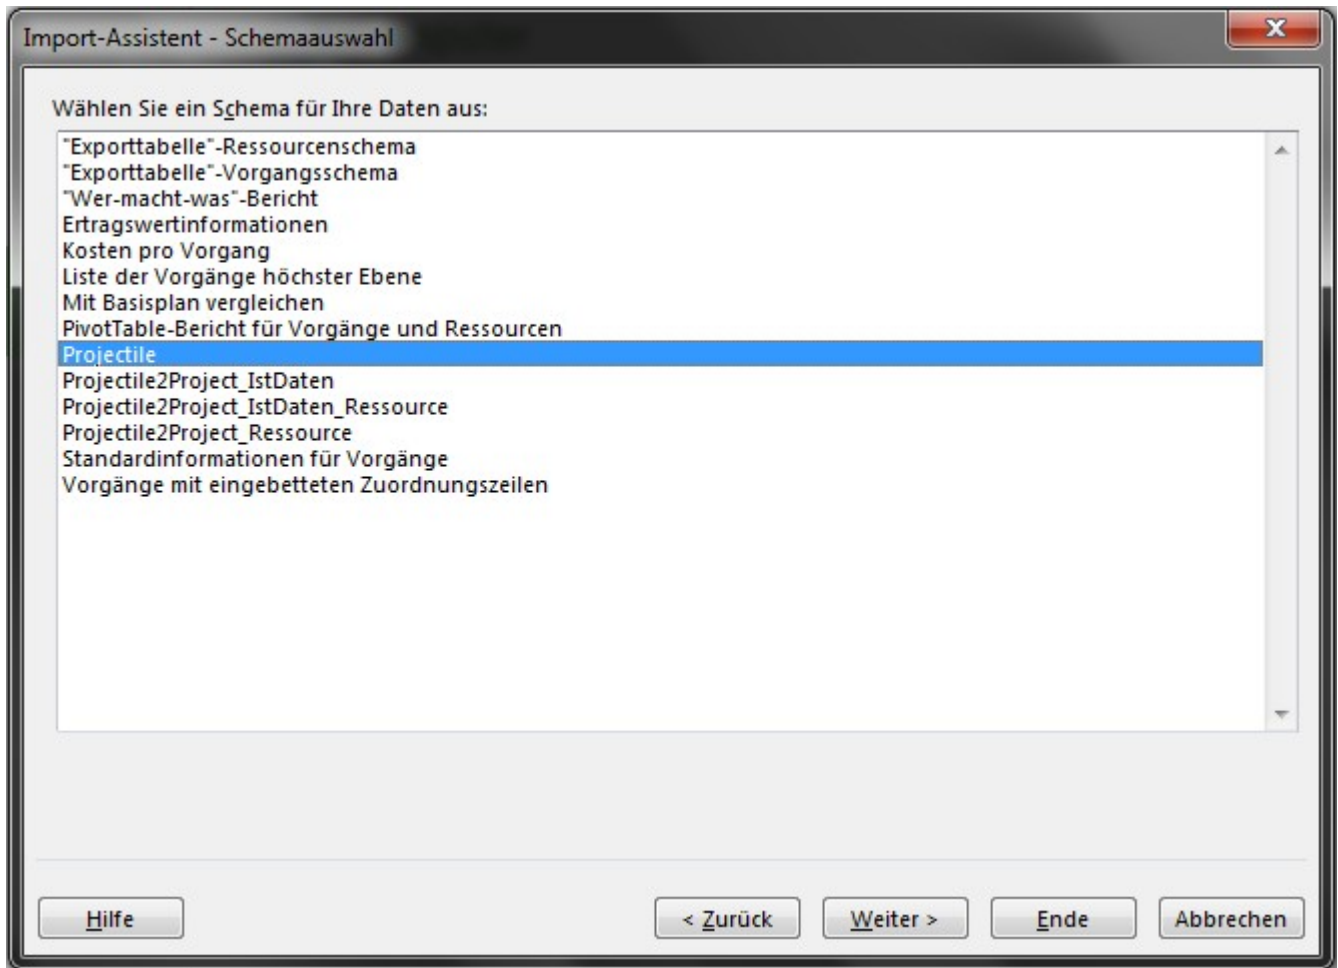 Import-Assistent - Schemaauswahl
Wählen Sie ein Schema für Ihre Daten aus:
"Exporttabelle"-Ressourcenschema
"Exporttabelle"-Vorgangsschema
"Wer-macht-was"-Bericht
Ertragswertinformationen
Kosten pro Vorgang
Liste der Vorgänge höchster Ebene
Mit Basisplan vergleichen
PivotTable-Bericht für Vorgänge und Ressourcen
Projectile
Projectile2Project_IstDaten
Projectile2Project_IstDaten_Ressource
Projectile2Project_Ressource
Standardinformationen für Vorgänge
Vorgänge mit eingebetteten Zuordnungszeilen
Hilfe < Zurück Weiter > Ende Abbrechen